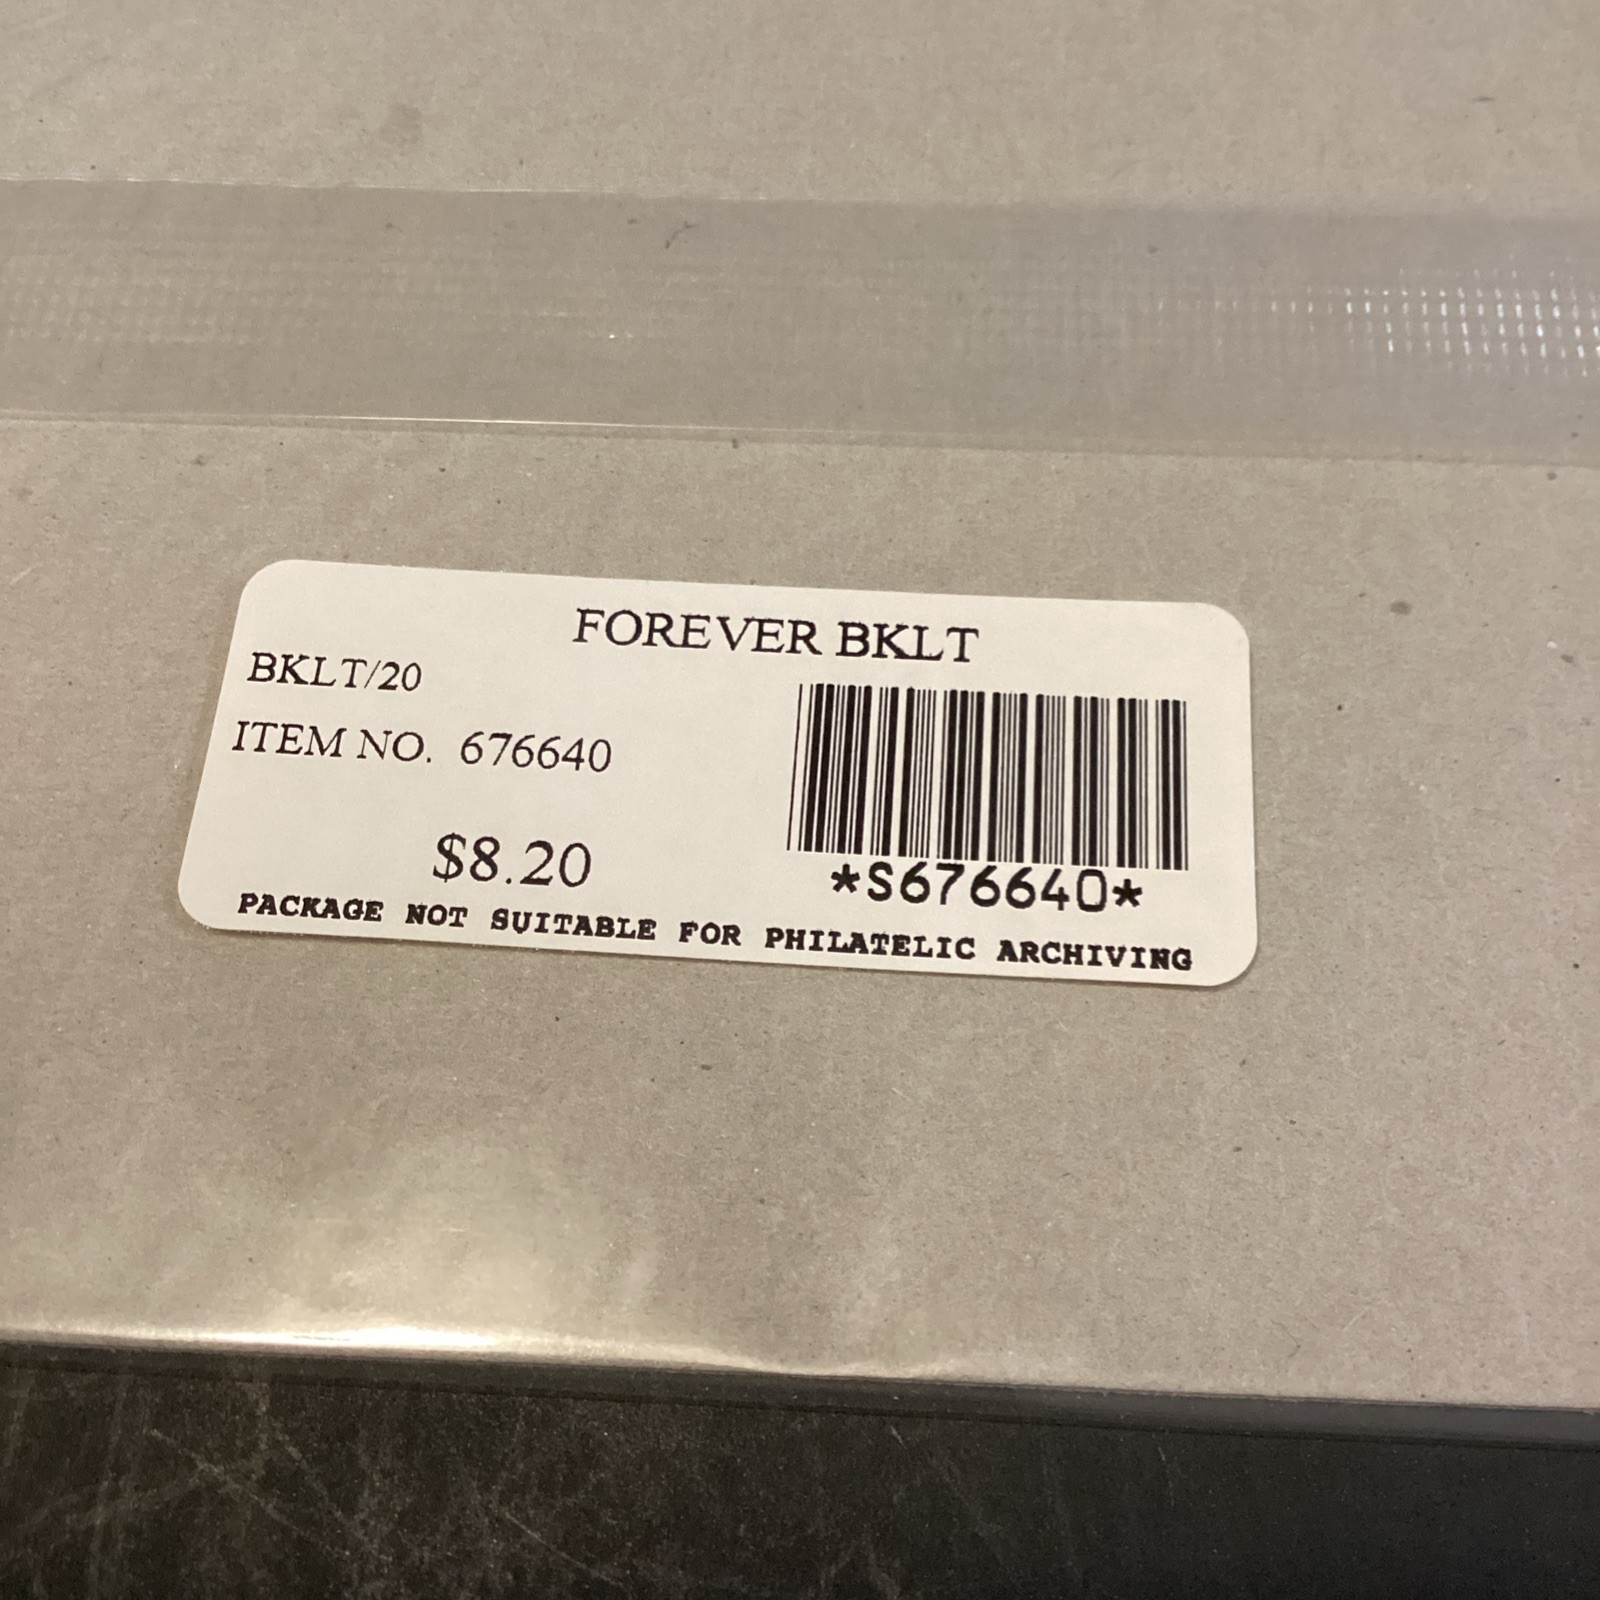 FOREVER BKLT
BKLT/20
ITEM NO. 676640
$8.20
*S676640*
PACKAGE NOT SUITABLE FOR PHILATELIC ARCHIVING